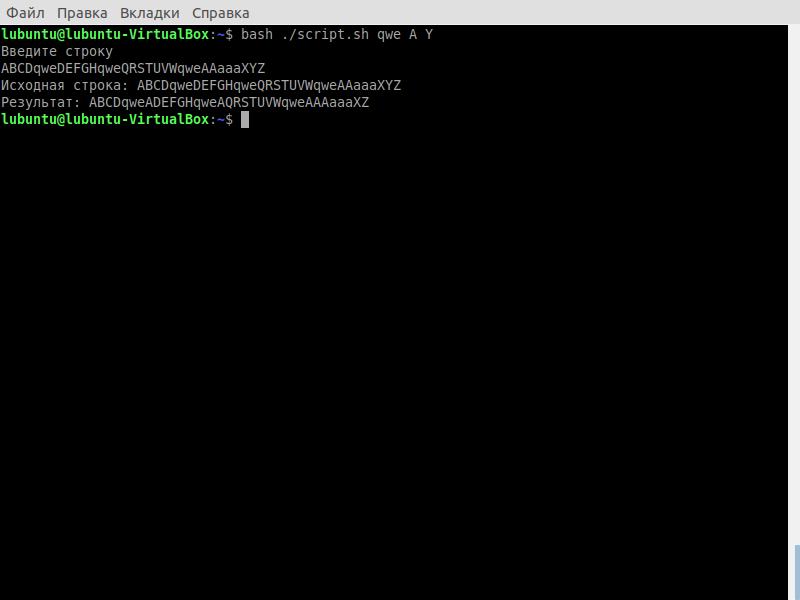 Файл Правка Вкладки Справка
lubuntu@lubuntu-VirtualBox:~$ bash ./script.sh qwe A Y
Введите строку
ABCDqweDEFGHqweQRSTUVWqweAAaaaXYZ
Исходная строка: ABCDqweDEFGHqweQRSTUVWqweAAaaaXYZ
Результат: ABCDqweADEFGHqweAQRSTUVWqweAAAaaaXZ
lubuntu@lubuntu-VirtualBox:~$